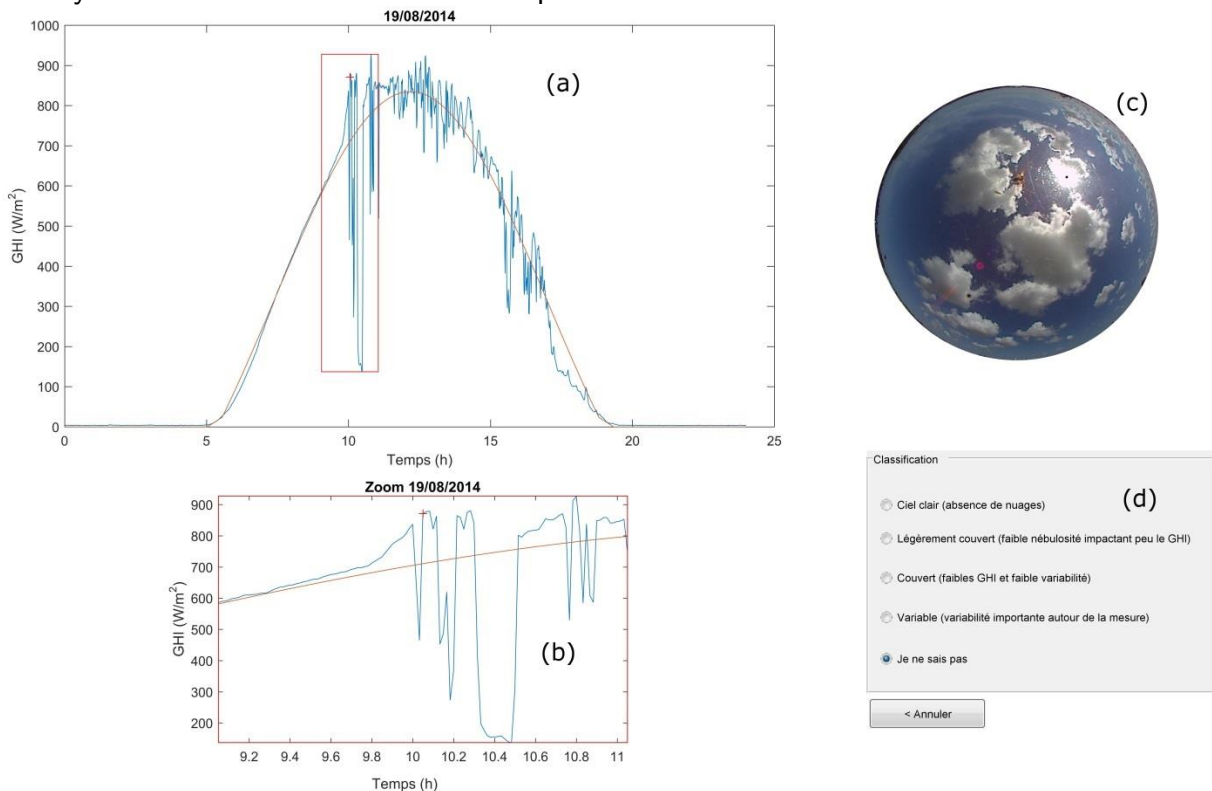 19/08/2014
1000
900
800
700
600
500
400
300
200
100
0
GHI (W/m²)
0
5
10
15
20
25
Temps (h)
(a)
(c)
Zoom 19/08/2014
900
800
700
600
500
400
300
200
GHI (W/m²)
9.2
9.4
9.6
9.8
10
10.2
10.4
10.6
10.8
11
Temps (h)
(b)
Classification
(d)
Ciel clair (absence de nuages)
Légèrement couvert (faible nébulosité impactant peu le GHI)
Couvert (faibles GHI et faible variabilité)
Variable (variabilité importante autour de la mesure)
Je ne sais pas
< Annuler